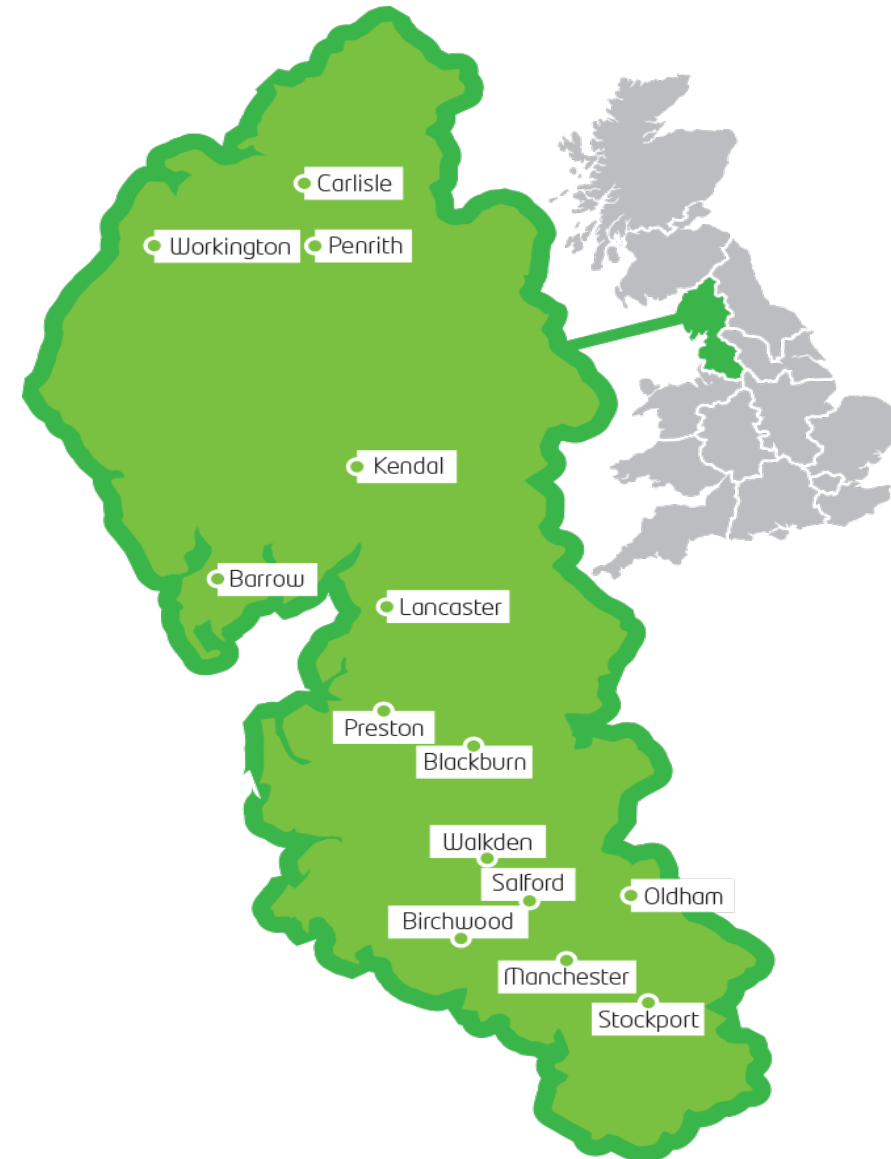 Carlisle
Workington
Penrith
Kendal
Barrow
Lancaster
Preston
Blackburn
Walkden
Salford
Oldham
Birchwood
Manchester
Stockport